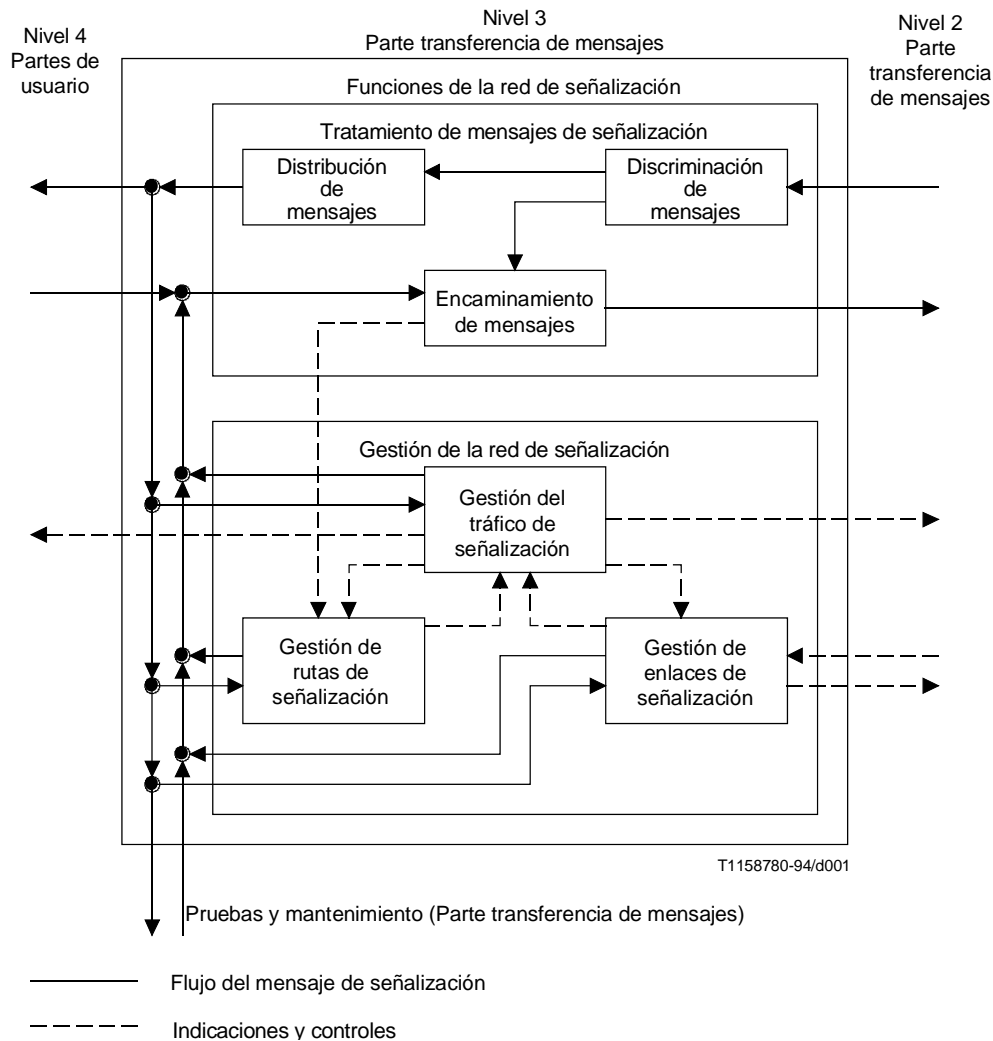 Nivel 4
Partes de
usuario
Nivel 3
Parte transferencia de mensajes
Nivel 2
Parte
transferencia
de mensajes
Funciones de la red de señalización
Tratamiento de mensajes de señalización
Distribución
de
mensajes
Discriminación
de
mensajes
Encaminamiento
de mensajes
Gestión de la red de señalización
Gestión del
tráfico de
señalización
Gestión de
rutas de
señalización
Gestión de
enlaces de
señalización
T1158780-94/d001
Pruebas y mantenimiento (Parte transferencia de mensajes)
Flujo del mensaje de señalización
Indicaciones y controles